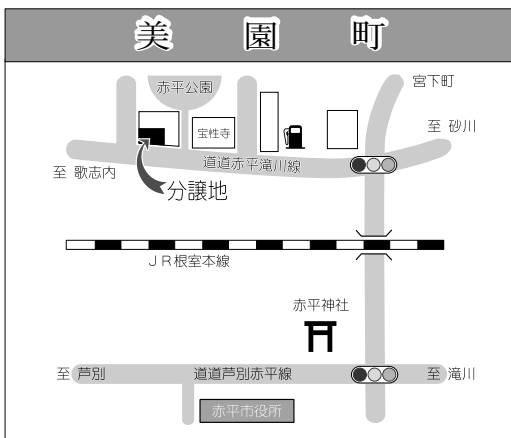 美園町
赤平公園
宮下町
宝性寺
至 砂川
道道赤平滝川線
至 歌志内
分譲地
JR根室本線
赤平神社
至 芦別
道道芦別赤平線
至 滝川
赤平市役所